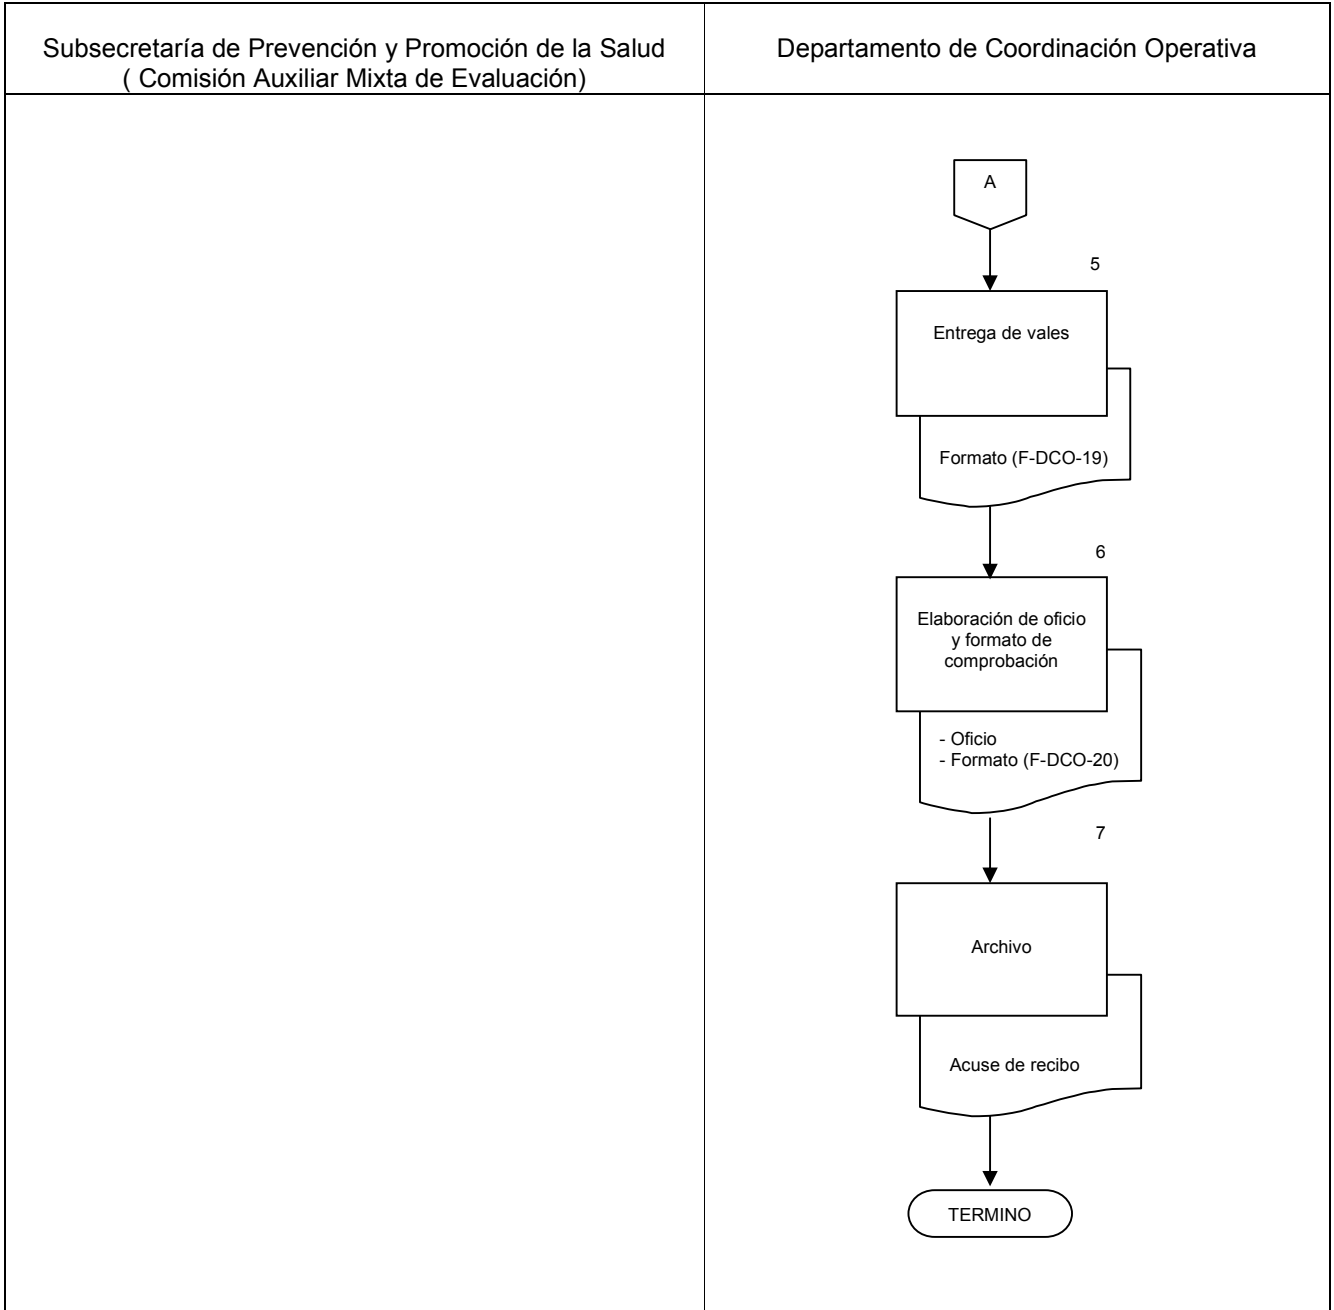 Subsecretaría de Prevención y Promoción de la Salud
( Comisión Auxiliar Mixta de Evaluación)
Departamento de Coordinación Operativa
A
5
Entrega de vales
Formato (F-DCO-19)
6
Elaboración de oficio
y formato de
comprobación
- Oficio
- Formato (F-DCO-20)
7
Archivo
Acuse de recibo
TERMINO